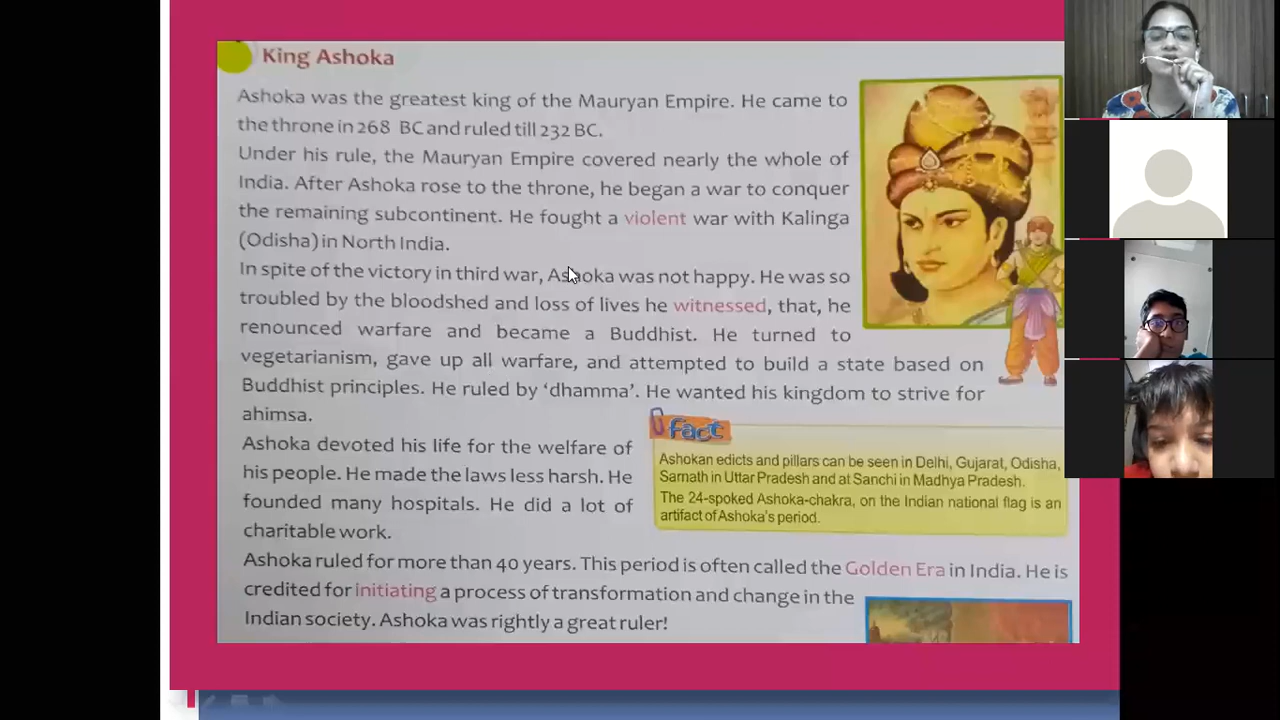 King Ashoka
Ashoka was the greatest king of the Mauryan Empire. He came to
the throne in 268 BC and ruled till 232 BC.
Under his rule, the Mauryan Empire covered nearly the whole of
India. After Ashoka rose to the throne, he began a war to conquer
the remaining subcontinent. He fought a violent war with Kalinga
(Odisha) in North India.
In spite of the victory in third war, Ashoka was not happy. He was so
troubled by the bloodshed and loss of lives he witnessed, that, he
renounced warfare and became a Buddhist. He turned to
vegetarianism, gave up all warfare, and attempted to build a state based on
Buddhist principles. He ruled by ‘dhamma’. He wanted his kingdom to strive for
ahimsa.
Ashoka devoted his life for the welfare of
his people. He made the laws less harsh. He
founded many hospitals. He did a lot of
charitable work.
fact
Ashokan edicts and pillars can be seen in Delhi, Gujarat, Odisha,
Sarnath in Uttar Pradesh and at Sanchi in Madhya Pradesh.
The 24-spoked Ashoka-chakra, on the Indian national flag is an
artifact of Ashoka's period.
Ashoka ruled for more than 40 years. This period is often called the Golden Era in India. He is
credited for initiating a process of transformation and change in the
Indian society. Ashoka was rightly a great ruler!